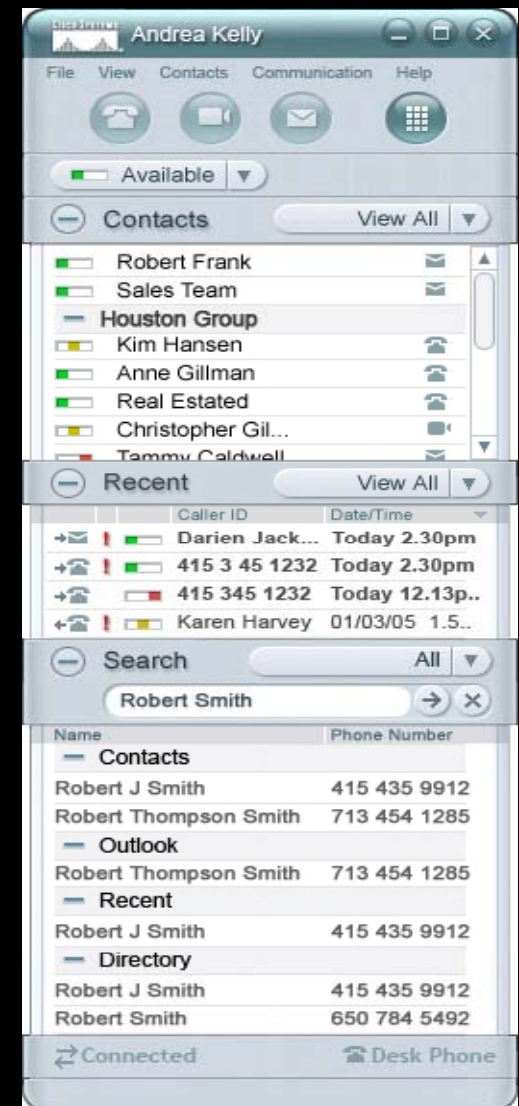 CISCO SYSTEMS
Andrea Kelly
File View Contacts Communication Help
Available
Contacts View All
Robert Frank
Sales Team
Houston Group
Kim Hansen
Anne Gillman
Real Estated
Christopher Gil...
Tammy Caldwell
Recent View All
Caller ID Date/Time
! Darien Jack... Today 2.30pm
! 415 3 45 1232 Today 2.30pm
415 345 1232 Today 12.13p..
! Karen Harvey 01/03/05 1.5..
Search All
Robert Smith
Name Phone Number
Contacts
Robert J Smith 415 435 9912
Robert Thompson Smith 713 454 1285
Outlook
Robert Thompson Smith 713 454 1285
Recent
Robert J Smith 415 435 9912
Directory
Robert J Smith 415 435 9912
Robert Smith 650 784 5492
Connected Desk Phone